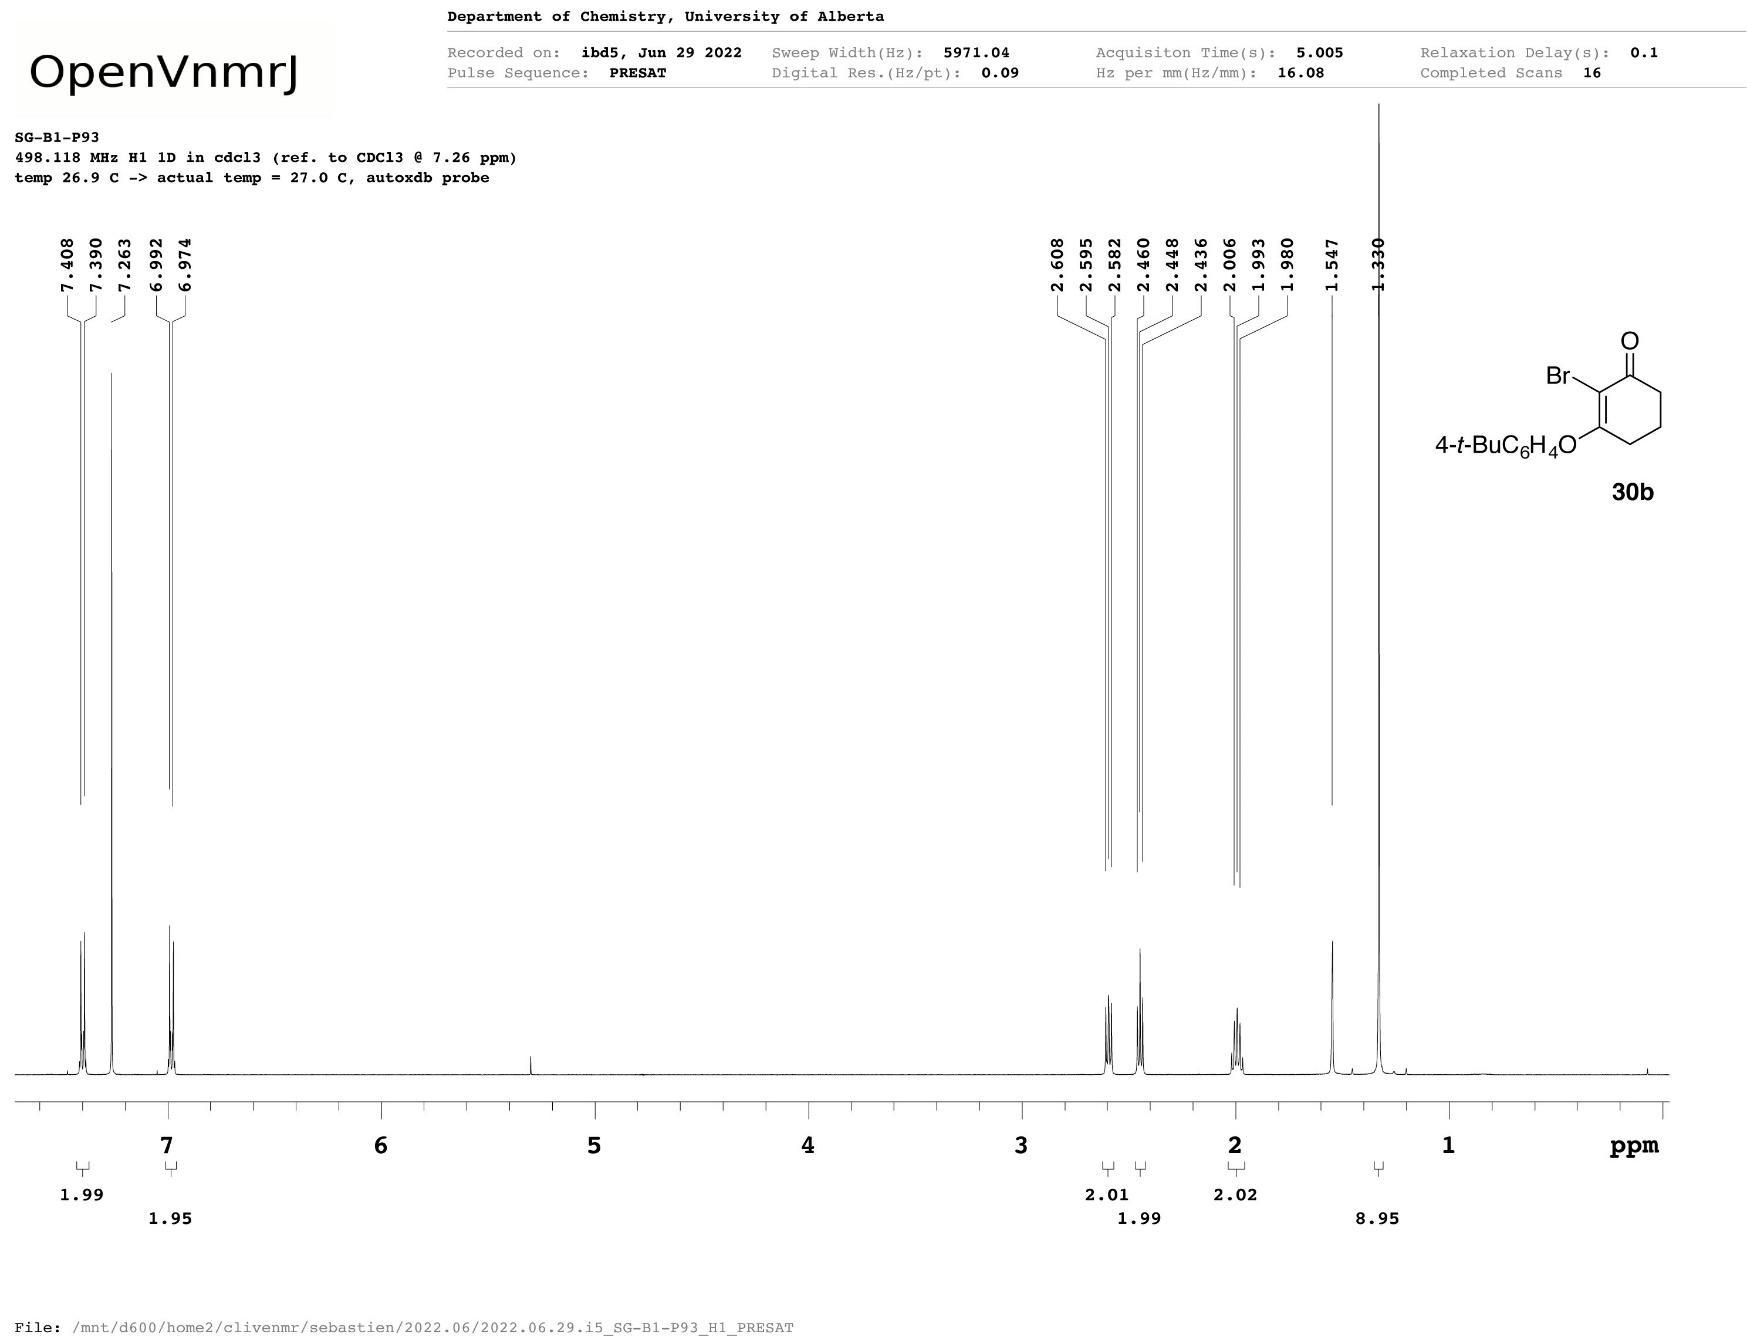 Department of Chemistry, University of Alberta
OpenVnmrJ
Recorded on: ibd5, Jun 29 2022 Sweep Width(Hz): 5971.04 Acquisiton Time(s): 5.005 Relaxation Delay(s): 0.1
Pulse Sequence: PRESAT Digital Res.(Hz/pt): 0.09 Hz per mm(Hz/mm): 16.08 Completed Scans 16
SG-B1-P93
498.118 MHz H1 1D in cdcl3 (ref. to CDCl3 @ 7.26 ppm)
temp 26.9 C -> actual temp = 27.0 C, autoxdb probe
7.408
7.390
7.263
6.992
6.974
2.608
2.595
2.582
2.460
2.448
2.436
2.006
1.993
1.980
1.547
1.330
O
Br
4-t-BuC6H4O
30b
7 6 5 4 3 2 1 ppm
1.99 2.01 2.02
1.95 1.99 8.95
File: /mnt/d600/home2/clivenmr/sebastien/2022.06/2022.06.29.i5_SG-B1-P93_H1_PRESAT